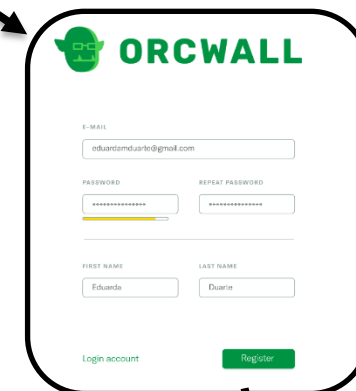 ORCWALL
E-MAIL
eduardamduarte@gmail.com
PASSWORD REPEAT PASSWORD
*************** ***************
FIRST NAME LAST NAME
Eduarda Duarte
Login account Register